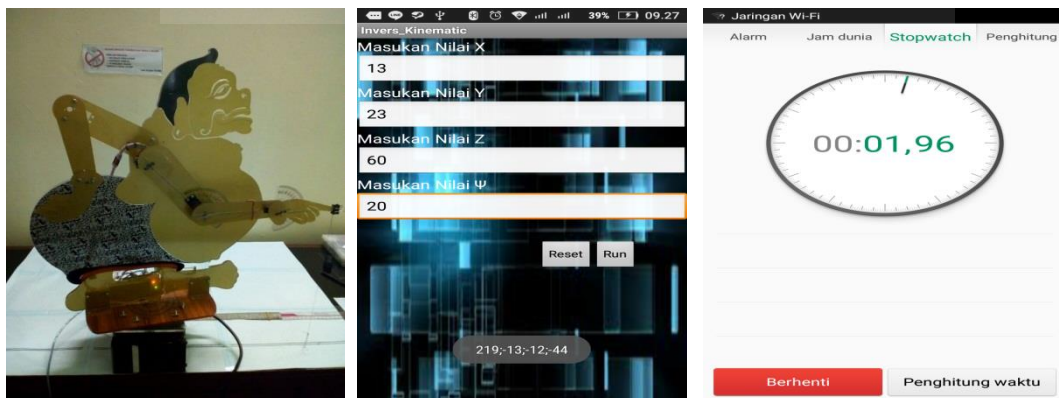 39% 09.27
Invers_Kinematic
Masukan Nilai X
13
Masukan Nilai Y
23
Masukan Nilai Z
60
Masukan Nilai Ψ
20
Reset Run
219;-13;-12;-44
Jaringan Wi-Fi
Alarm Jam dunia Stopwatch Penghitung
00:01,96
Berhenti Penghitung waktu